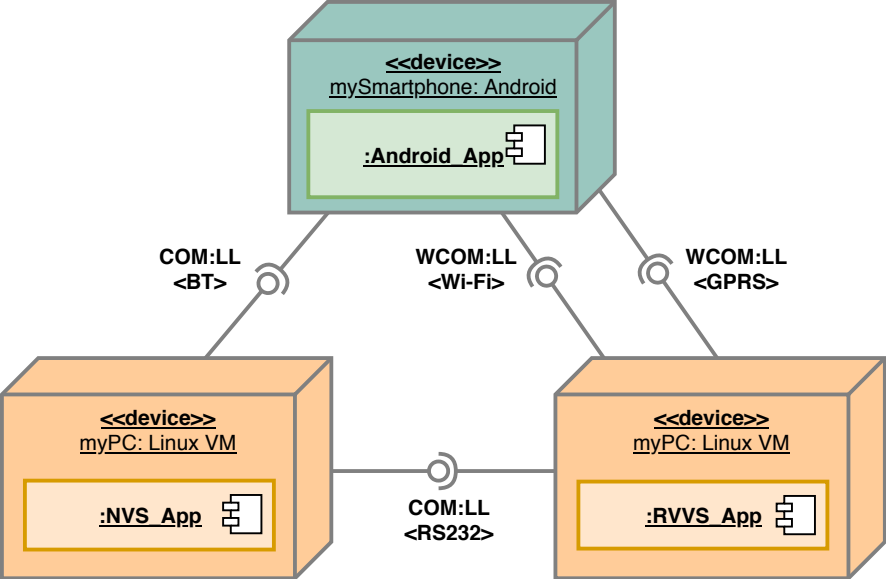 <<device>>
mySmartphone: Android
:Android_App
COM:LL
<BT>
WCOM:LL
<Wi-Fi>
WCOM:LL
<GPRS>
<<device>>
myPC: Linux VM
:NVS_App
COM:LL
<RS232>
<<device>>
myPC: Linux VM
:RVVS_App